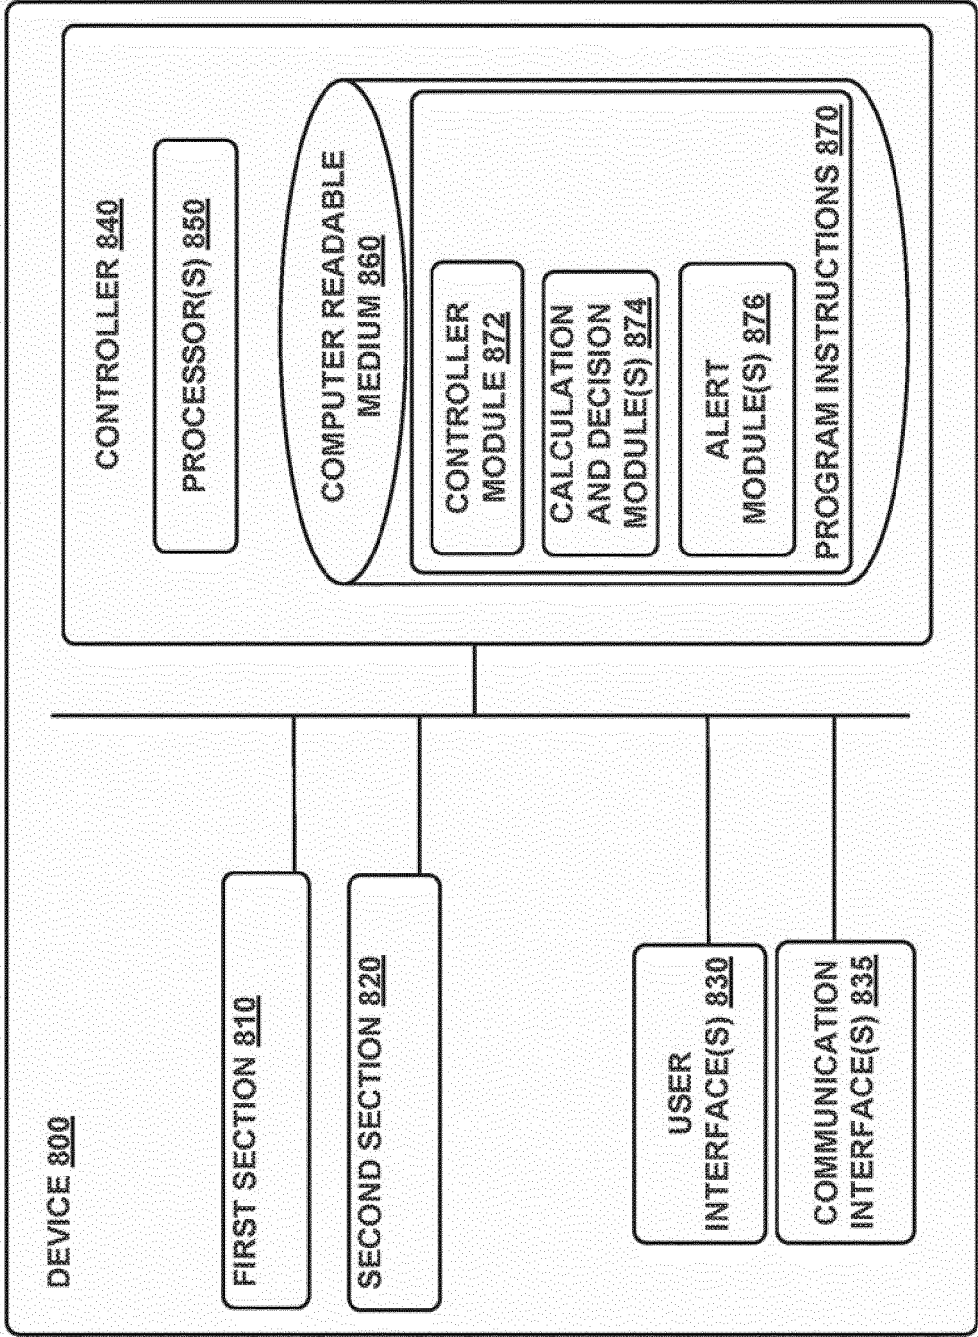 DEVICE 800
FIRST SECTION 810
SECOND SECTION 820
USER
INTERFACE(S) 830
COMMUNICATION
INTERFACE(S) 835
CONTROLLER 840
PROCESSOR(S) 850
COMPUTER READABLE
MEDIUM 860
CONTROLLER
MODULE 872
CALCULATION
AND DECISION
MODULE(S) 874
ALERT
MODULE(S) 876
PROGRAM INSTRUCTIONS 870